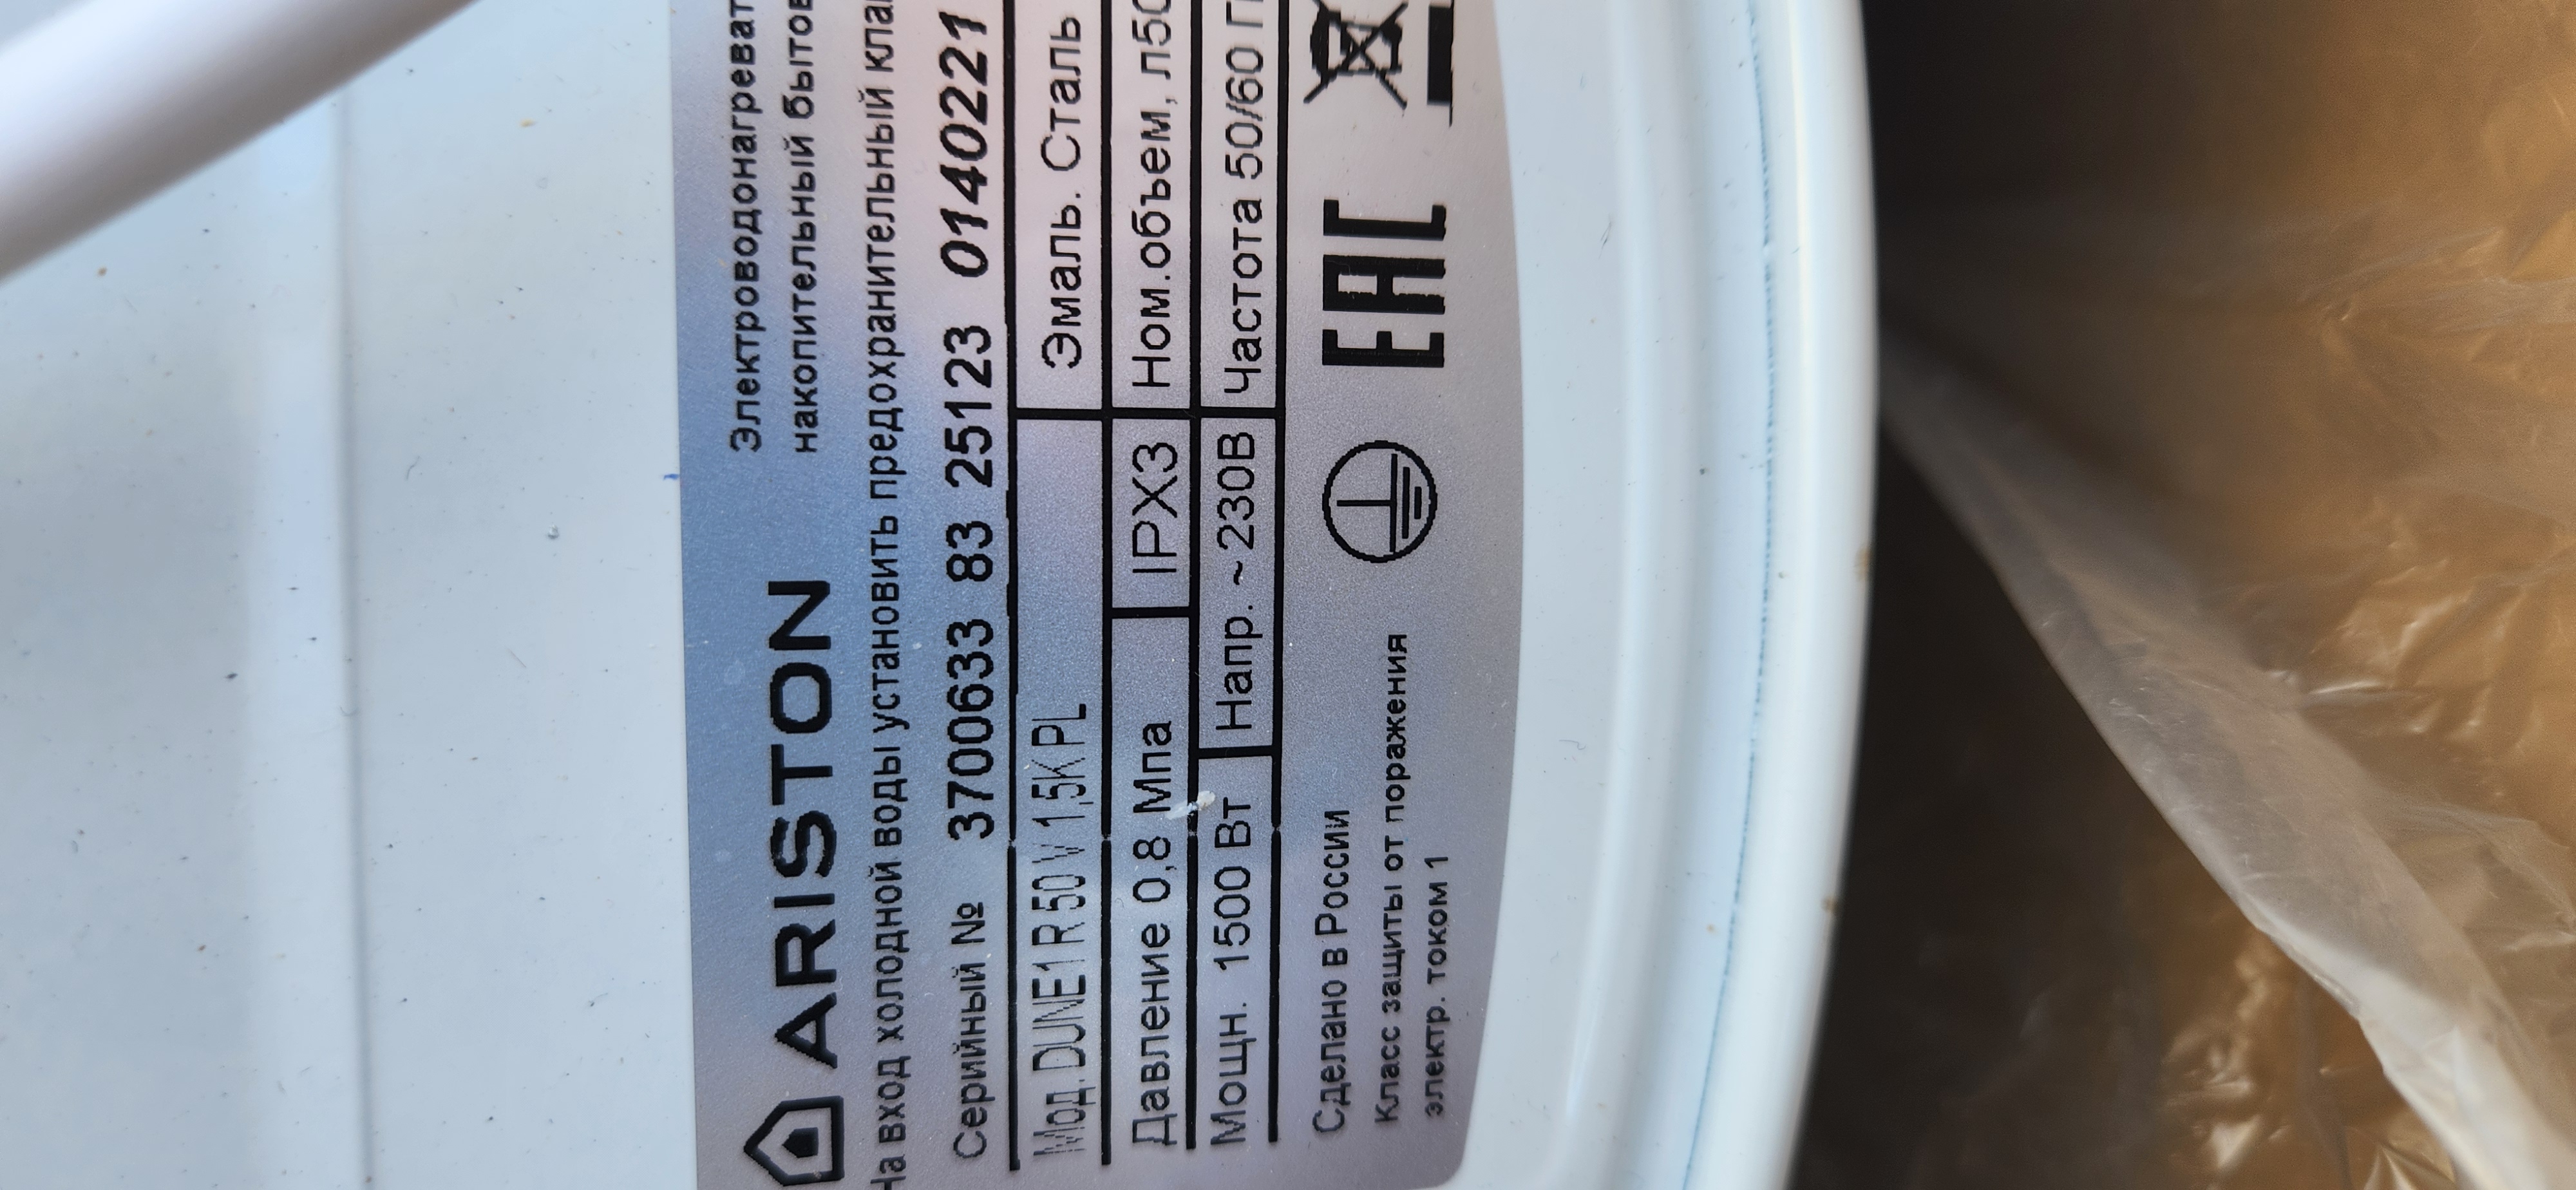 ARISTON
Электроводонагреват
накопительный бытов
На вход холодной воды установить предохранительный кла
Серийный № 3700633 83 25123 0140221
Мод. DUNE1 R 50 V 1,5K PL Эмаль. Сталь
Давление 0,8 Мпа IPX3 Ном.объем, л50
Мощн. 1500 Вт Напр. ~230В Частота 50/60 Г
Сделано в России
Класс защиты от поражения
электр. током 1
EAC